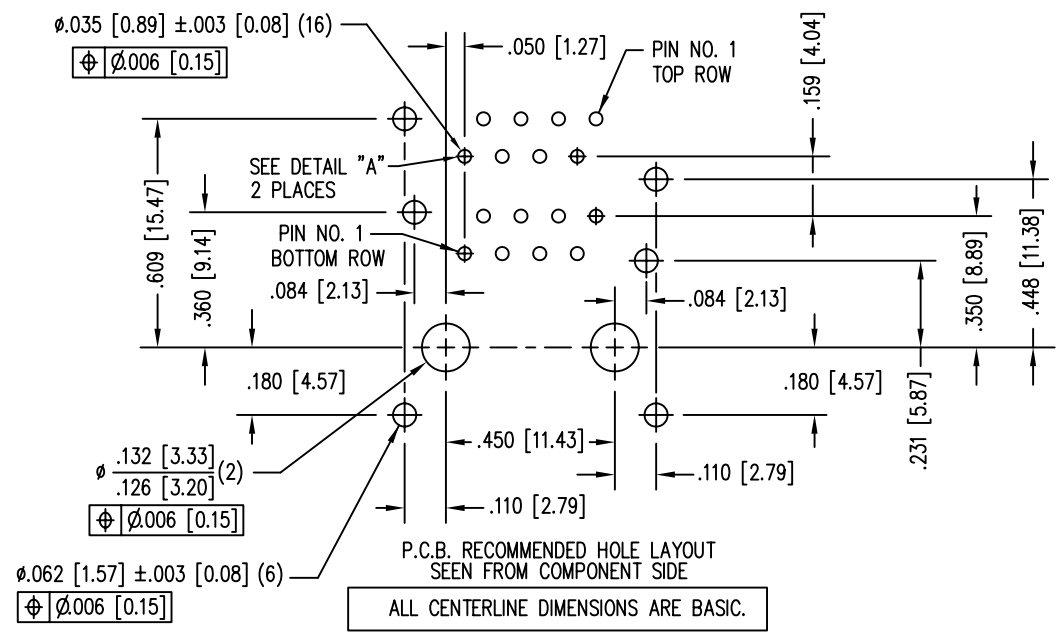 ø.035 [0.89] ±.003 [0.08] (16)
⌖ Ø.006 [0.15]
.050 [1.27]
PIN NO. 1
TOP ROW
.159 [4.04]
SEE DETAIL "A"
2 PLACES
PIN NO. 1
BOTTOM ROW
.609 [15.47]
.360 [9.14]
.084 [2.13]
.084 [2.13]
.350 [8.89]
.448 [11.38]
.180 [4.57]
.180 [4.57]
.231 [5.87]
.450 [11.43]
ø .132 [3.33]
.126 [3.20] (2)
⌖ Ø.006 [0.15]
.110 [2.79]
.110 [2.79]
ø.062 [1.57] ±.003 [0.08] (6)
⌖ Ø.006 [0.15]
P.C.B. RECOMMENDED HOLE LAYOUT
SEEN FROM COMPONENT SIDE
ALL CENTERLINE DIMENSIONS ARE BASIC.